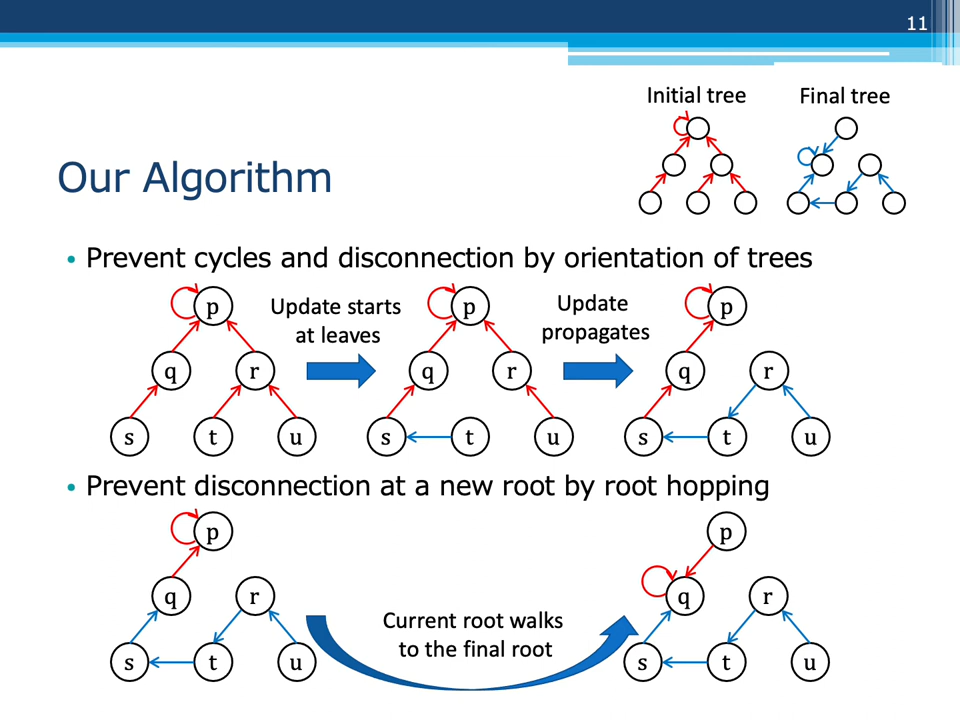 11
Initial tree
Final tree
Our Algorithm
• Prevent cycles and disconnection by orientation of trees
p
q r
s t u
Update starts
at leaves
p
q r
s t u
Update
propagates
p
q r
s t u
• Prevent disconnection at a new root by root hopping
p
q r
s t u
Current root walks
to the final root
p
q r
s t u